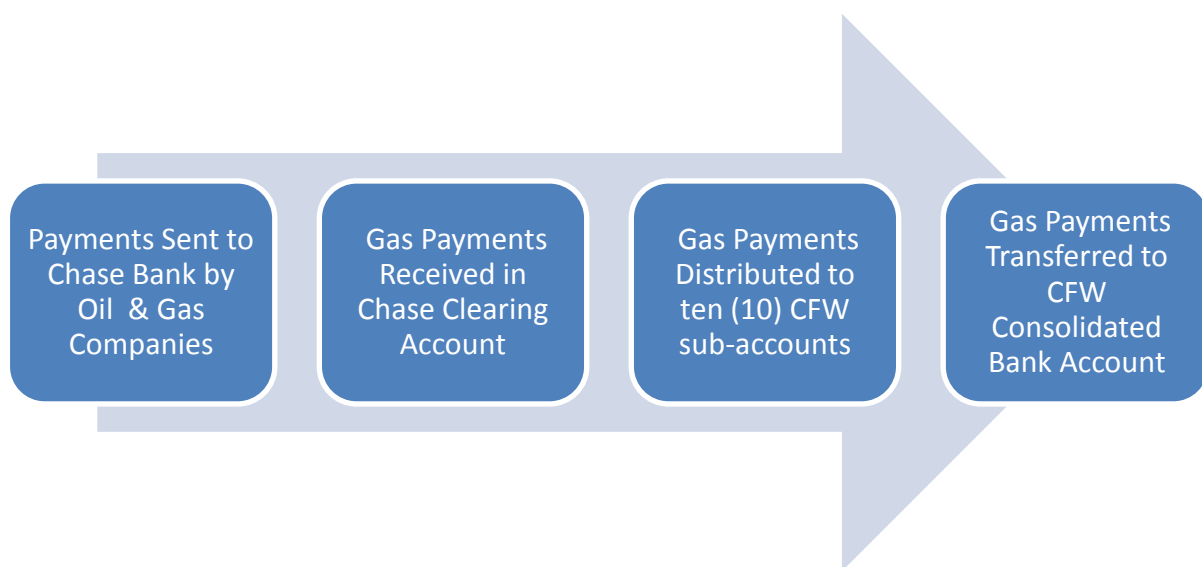 Payments Sent to
Chase Bank by
Oil & Gas
Companies
Gas Payments
Received in
Chase Clearing
Account
Gas Payments
Distributed to
ten (10) CFW
sub-accounts
Gas Payments
Transferred to
CFW
Consolidated
Bank Account